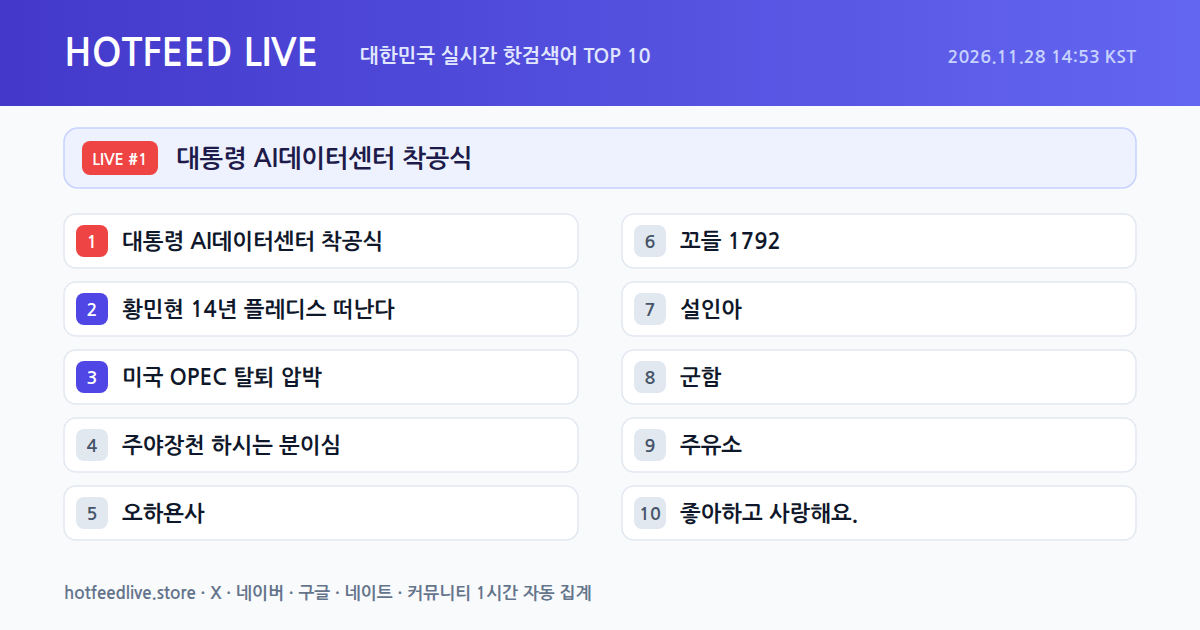 HOTFEED LIVE 대한민국 실시간 핫검색어 TOP 10 2026.11.28 14:53 KST
LIVE #1 대통령 AI데이터센터 착공식
1 대통령 AI데이터센터 착공식
2 황민현 14년 플레디스 떠난다
3 미국 OPEC 탈퇴 압박
4 주야장천 하시는 분이심
5 오하욘사
6 꼬들 1792
7 설인아
8 군함
9 주유소
10 좋아하고 사랑해요.
hotfeedlive.store · X · 네이버 · 구글 · 네이트 · 커뮤니티 1시간 자동 집계